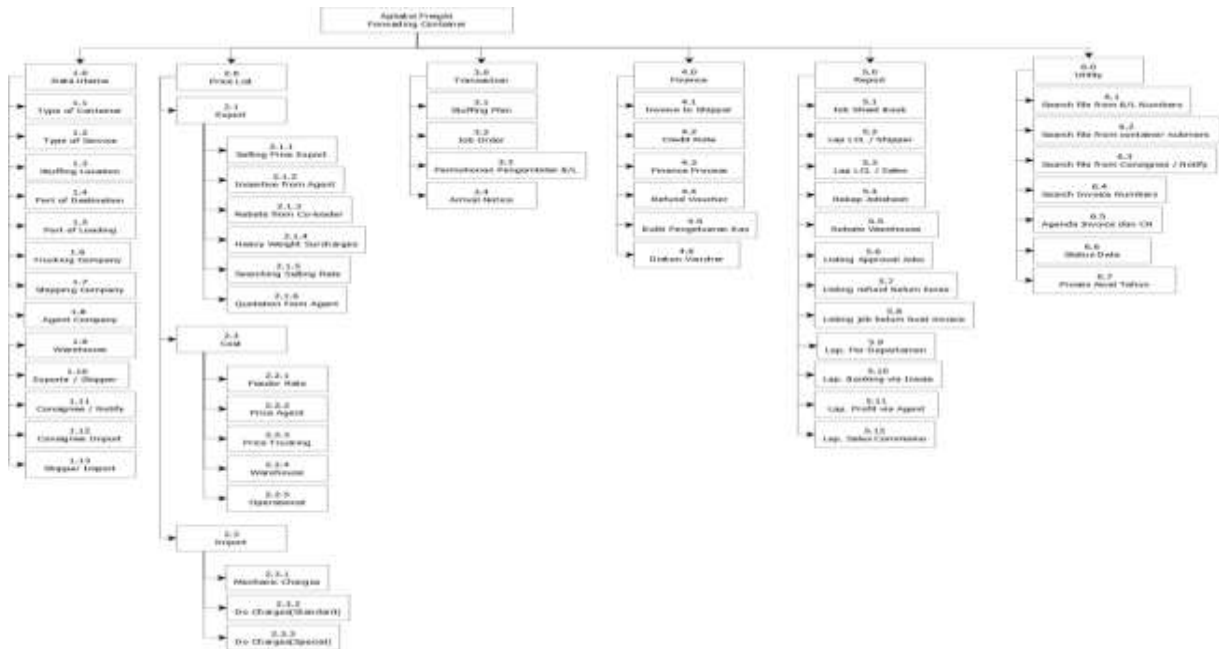 Aplikasi Freight
Forwarding Container
1.0
Data Utama
1.1
Type of Container
1.2
Type of Service
1.3
Stuffing Location
1.4
Port of Destination
1.5
Port of Loading
1.6
Trucking Company
1.7
Shipping Company
1.8
Agent Company
1.9
Warehouse
1.10
/ Shipper
1.11
Consignee / Notify
1.12
Consignee Import
1.13
Shipper Import
2.0
Price List
2.1
Export
2.1.1
Selling Price Export
2.1.2
Insentive from Agent
2.1.3
Rebate from Co-loader
2.1.4
Heavy Weight Surcharges
2.1.5
Searching Selling Rate
2.1.6
Quotation From Agent
Cost
2.2.1
Feeder Rate
2.2.2
Price Agent
2.2.3
Price Trucking
2.2.4
Warehouse
2.2.5
Operasional
2.3
Import
2.3.1
Mechanic Charges
2.3.2
Do Charges(Standart)
2.3.3
Do Charges(Special)
3.0
Transaction
3.1
Stuffing Plan
3.2
Job Order
3.3
Pengambilan B/L
3.4
Arrival Notice
4.0
Finance
4.1
Invoice to Shipper
4.2
Credit Note
4.3
Finance Process
4.4
Refund Voucher
4.5
Bukti Pengeluaran Kas
4.6
Voucher
5.0
Report
5.1
Job Sheet Book
5.2
Lap LCL / Shipper
5.3
Lap LCL / Sales
5.4
Rekap Jobsheet
5.5
Rebate Warehouse
5.6
Listing Approval Jobs
5.7
Listing refund
5.8
Listing job belum buat invoice
5.9
Lap. Per Departemen
5.10
Lap. Booking via
5.11
Lap. Profit via Agent
5.12
Lap. Sales Commission
6.0
Utility
6.1
Search file from B/L Numbers
6.2
Search file from container numbers
6.3
Search file from Consignee / Notify
6.4
Search Invoice Numbers
6.5
Agenda Invoice dan CN
6.6
Status Data
6.7
Proses Awal Tahun